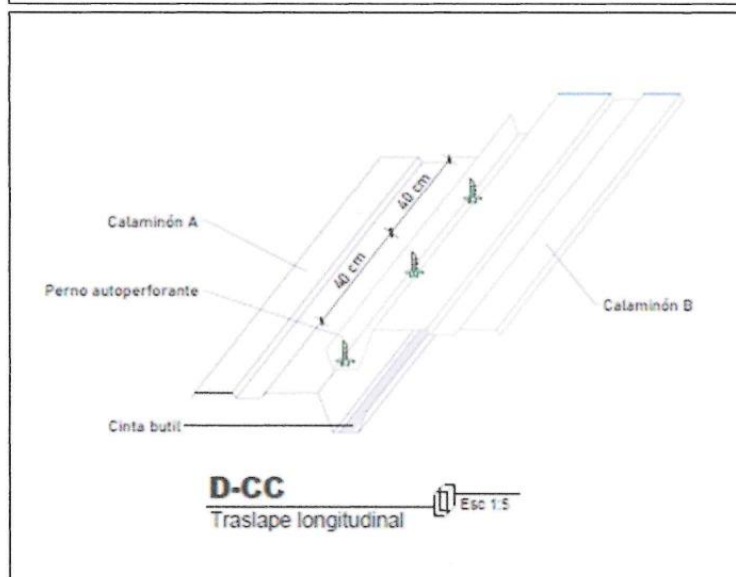 40 cm
Calaminón A
40 cm
Perno autoperforante
Calaminón B
Cinta butil
D-CC
Esc 1:5
Traslape longitudinal